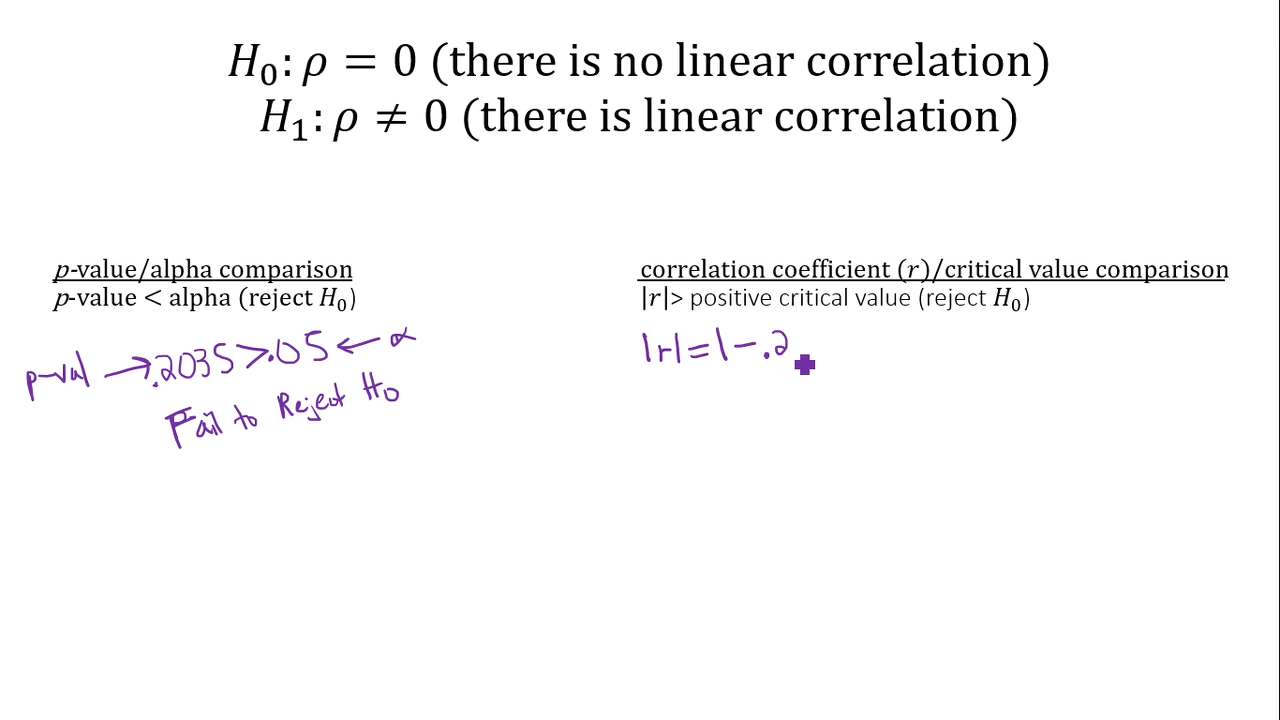 H₀: ρ = 0 (there is no linear correlation)
H₁: ρ ≠ 0 (there is linear correlation)
p-value/alpha comparison
p-value < alpha (reject H₀)
p-val → .2035 > .05 ← α
Fail to Reject H₀
correlation coefficient (r)/critical value comparison
|r|> positive critical value (reject H₀)
|r| = |-.2